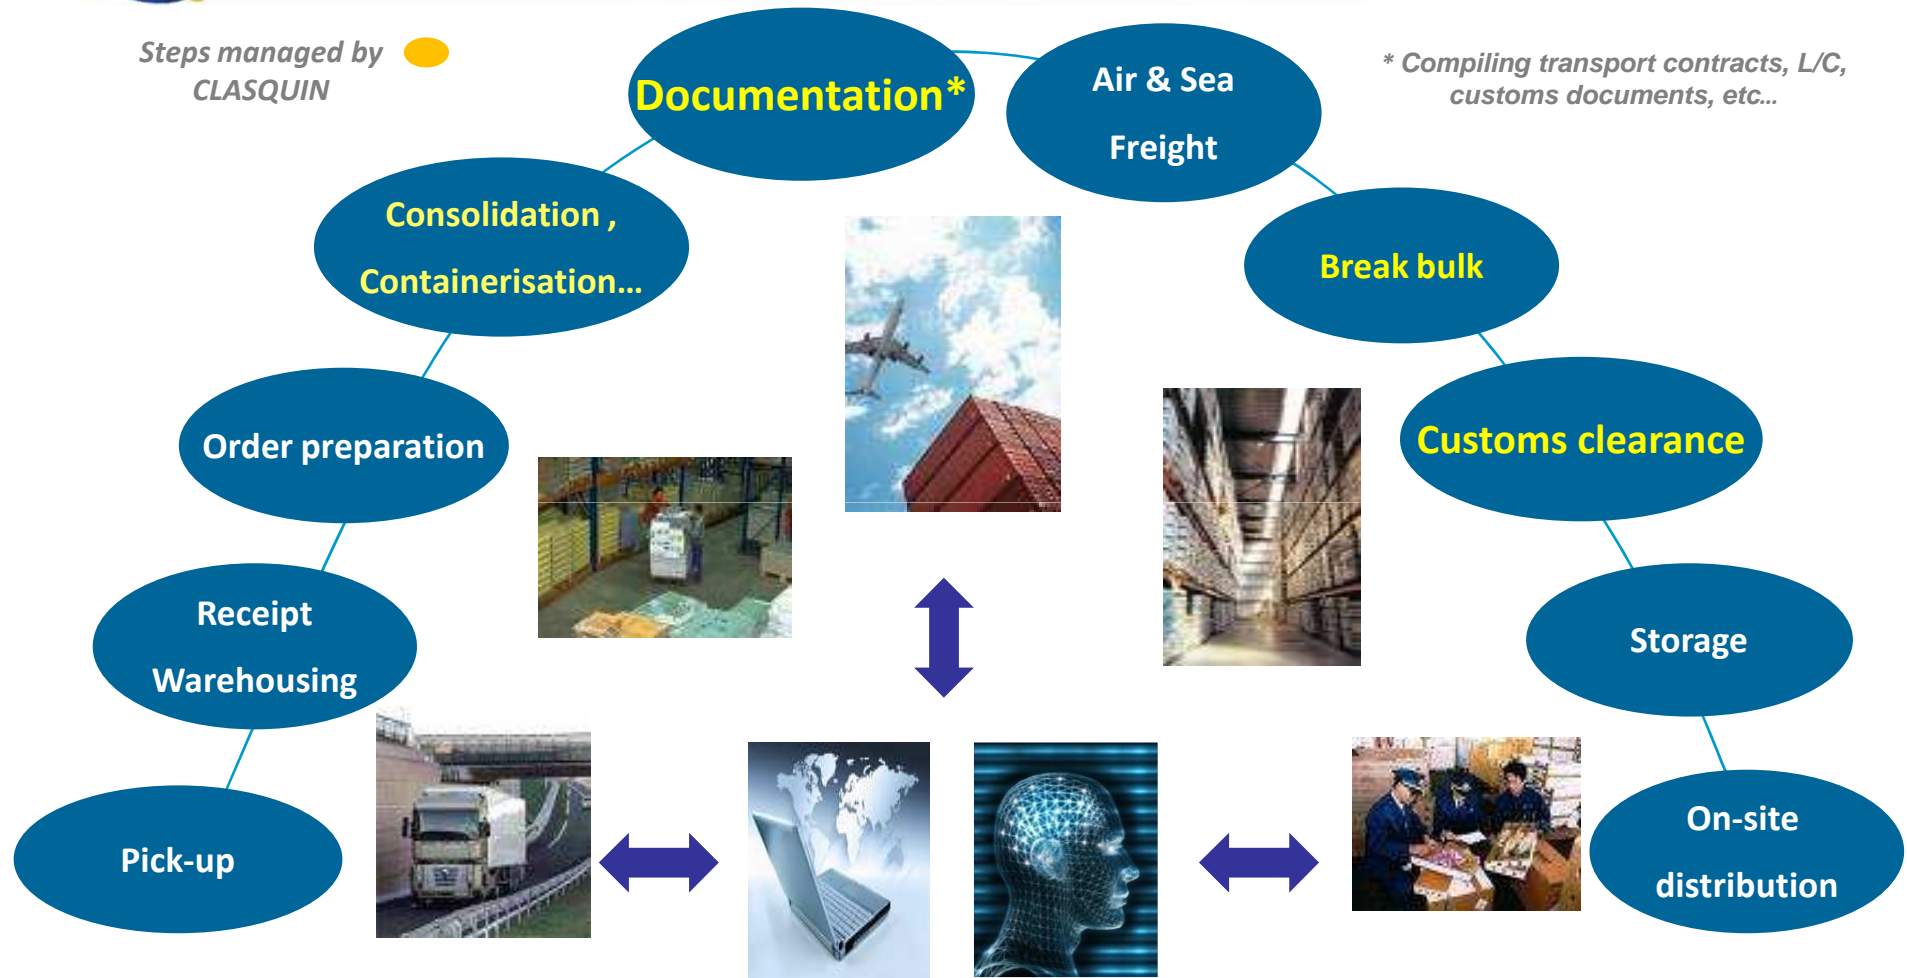 Steps managed by
CLASQUIN
* Compiling transport contracts, L/C,
customs documents, etc...
Documentation*
Air & Sea
Freight
Consolidation ,
Containerisation...
Break bulk
Order preparation
Customs clearance
Receipt
Warehousing
Storage
Pick-up
On-site
distribution